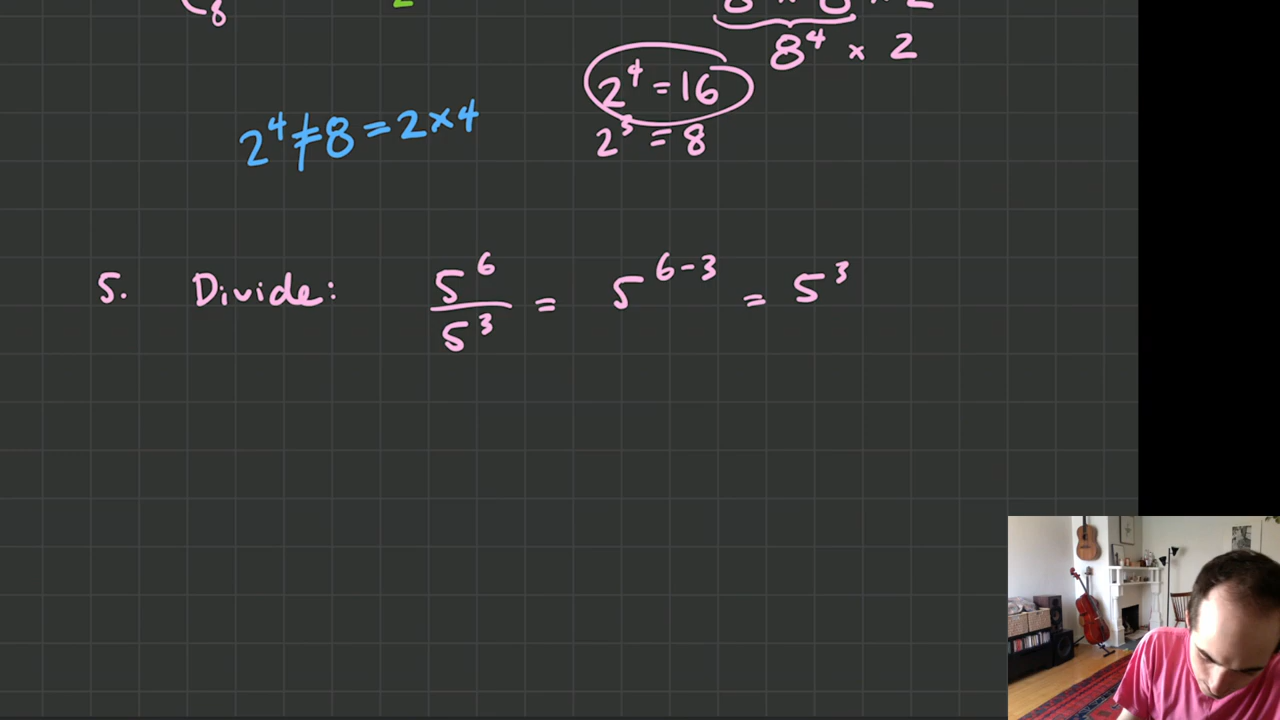 8⁴ × 2
2⁴ = 16
2⁴ ≠ 8 = 2 × 4
2³ = 8
5. Divide: 5⁶/5³ = 5⁶⁻³ = 5³